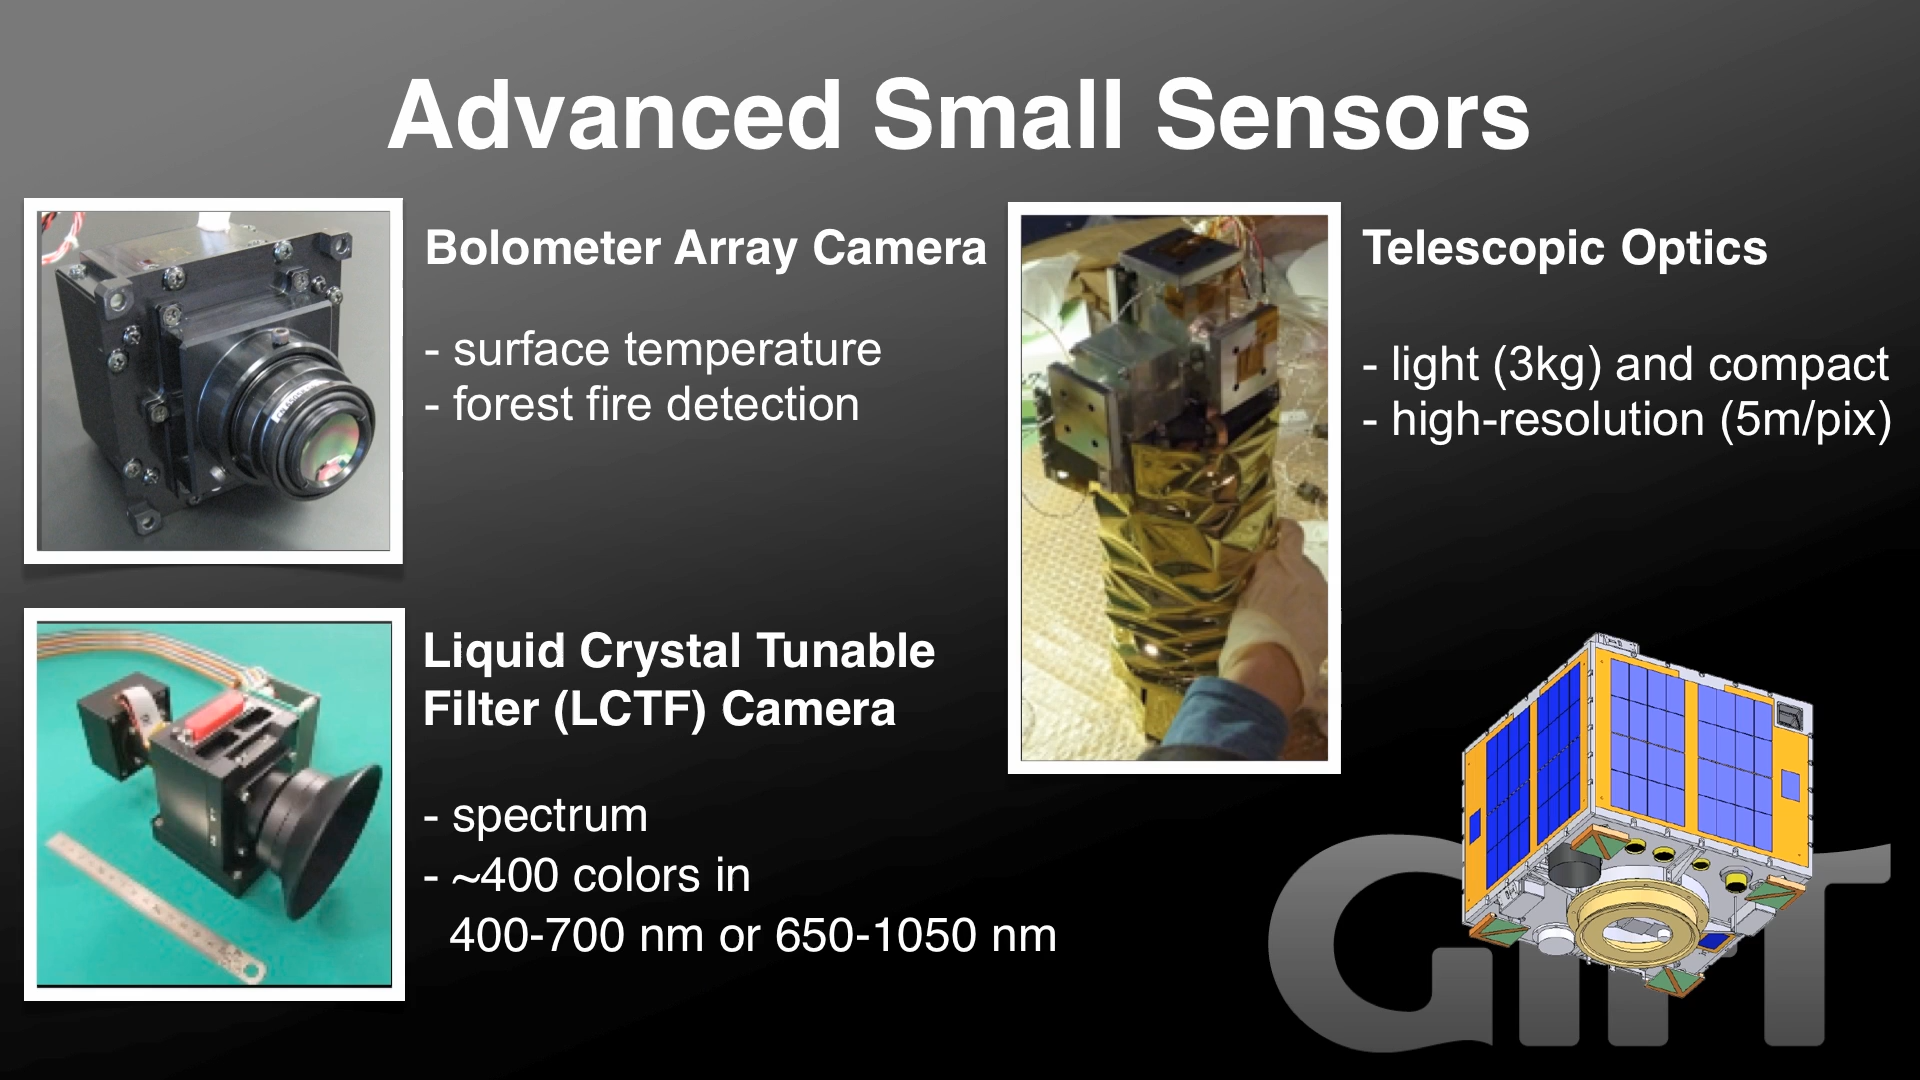 Advanced Small Sensors
Bolometer Array Camera
- surface temperature
- forest fire detection
Liquid Crystal Tunable
Filter (LCTF) Camera
- spectrum
- ~400 colors in
400-700 nm or 650-1050 nm
Telescopic Optics
- light (3kg) and compact
- high-resolution (5m/pix)